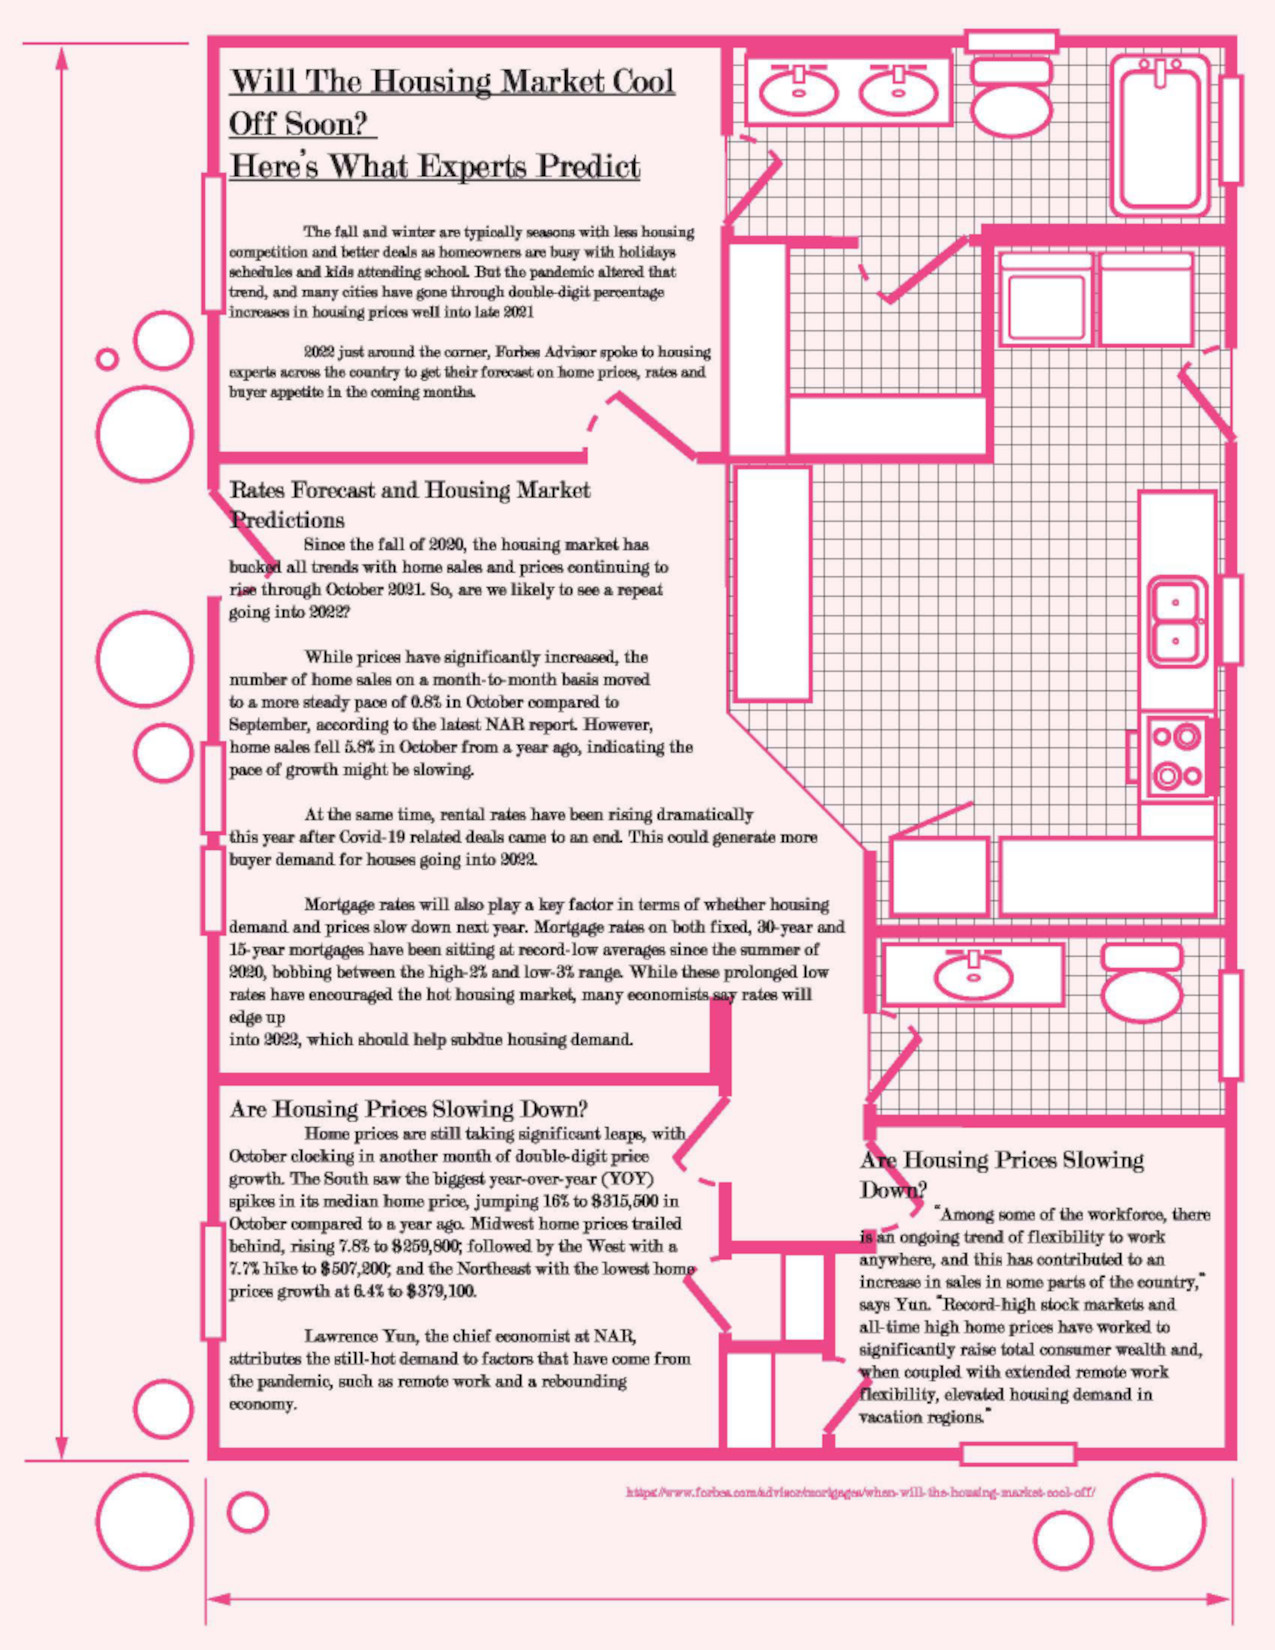 Will The Housing Market Cool
Off Soon?
Here's What Experts Predict
The fall and winter are typically seasons with less housing
competition and better deals as homeowners are busy with holidays
schedules and kids attending school. But the pandemic altered that
trend, and many cities have gone through double-digit percentage
increases in housing prices well into late 2021
2022 just around the corner, Forbes Advisor spoke to housing
experts across the country to get their forecast on home prices, rates and
buyer appetite in the coming months.
Rates Forecast and Housing Market
Predictions
Since the fall of 2020, the housing market has
bucked all trends with home sales and prices continuing to
rise through October 2021. So, are we likely to see a repeat
going into 2022?
While prices have significantly increased, the
number of home sales on a month-to-month basis moved
to a more steady pace of 0.8% in October compared to
September, according to the latest NAR report. However,
home sales fell 5.8% in October from a year ago, indicating the
pace of growth might be slowing.
At the same time, rental rates have been rising dramatically
this year after Covid-19 related deals came to an end. This could generate more
buyer demand for houses going into 2022.
Mortgage rates will also play a key factor in terms of whether housing
demand and prices slow down next year. Mortgage rates on both fixed, 30-year and
15-year mortgages have been sitting at record-low averages since the summer of
2020, bobbing between the high-2% and low-3% range. While these prolonged low
rates have encouraged the hot housing market, many economists say rates will
edge up
into 2022, which should help subdue housing demand.
Are Housing Prices Slowing Down?
Home prices are still taking significant leaps, with
October clocking in another month of double-digit price
growth. The South saw the biggest year-over-year (YOY)
spikes in its median home price, jumping 16% to $315,500 in
October compared to a year ago. Midwest home prices trailed
behind, rising 7.8% to $259,800; followed by the West with a
7.7% hike to $507,200; and the Northeast with the lowest home
prices growth at 6.4% to $379,100.
Lawrence Yun, the chief economist at NAR,
attributes the still-hot demand to factors that have come from
the pandemic, such as remote work and a rebounding
economy.
Are Housing Prices Slowing
Down?
"Among some of the workforce, there
is an ongoing trend of flexibility to work
anywhere, and this has contributed to an
increase in sales in some parts of the country,"
says Yun. "Record-high stock markets and
all-time high home prices have worked to
significantly raise total consumer wealth and,
when coupled with extended remote work
flexibility, elevated housing demand in
vacation regions."
https://www.forbes.com/advisor/mortgages/when-will-the-housing-market-cool-off/